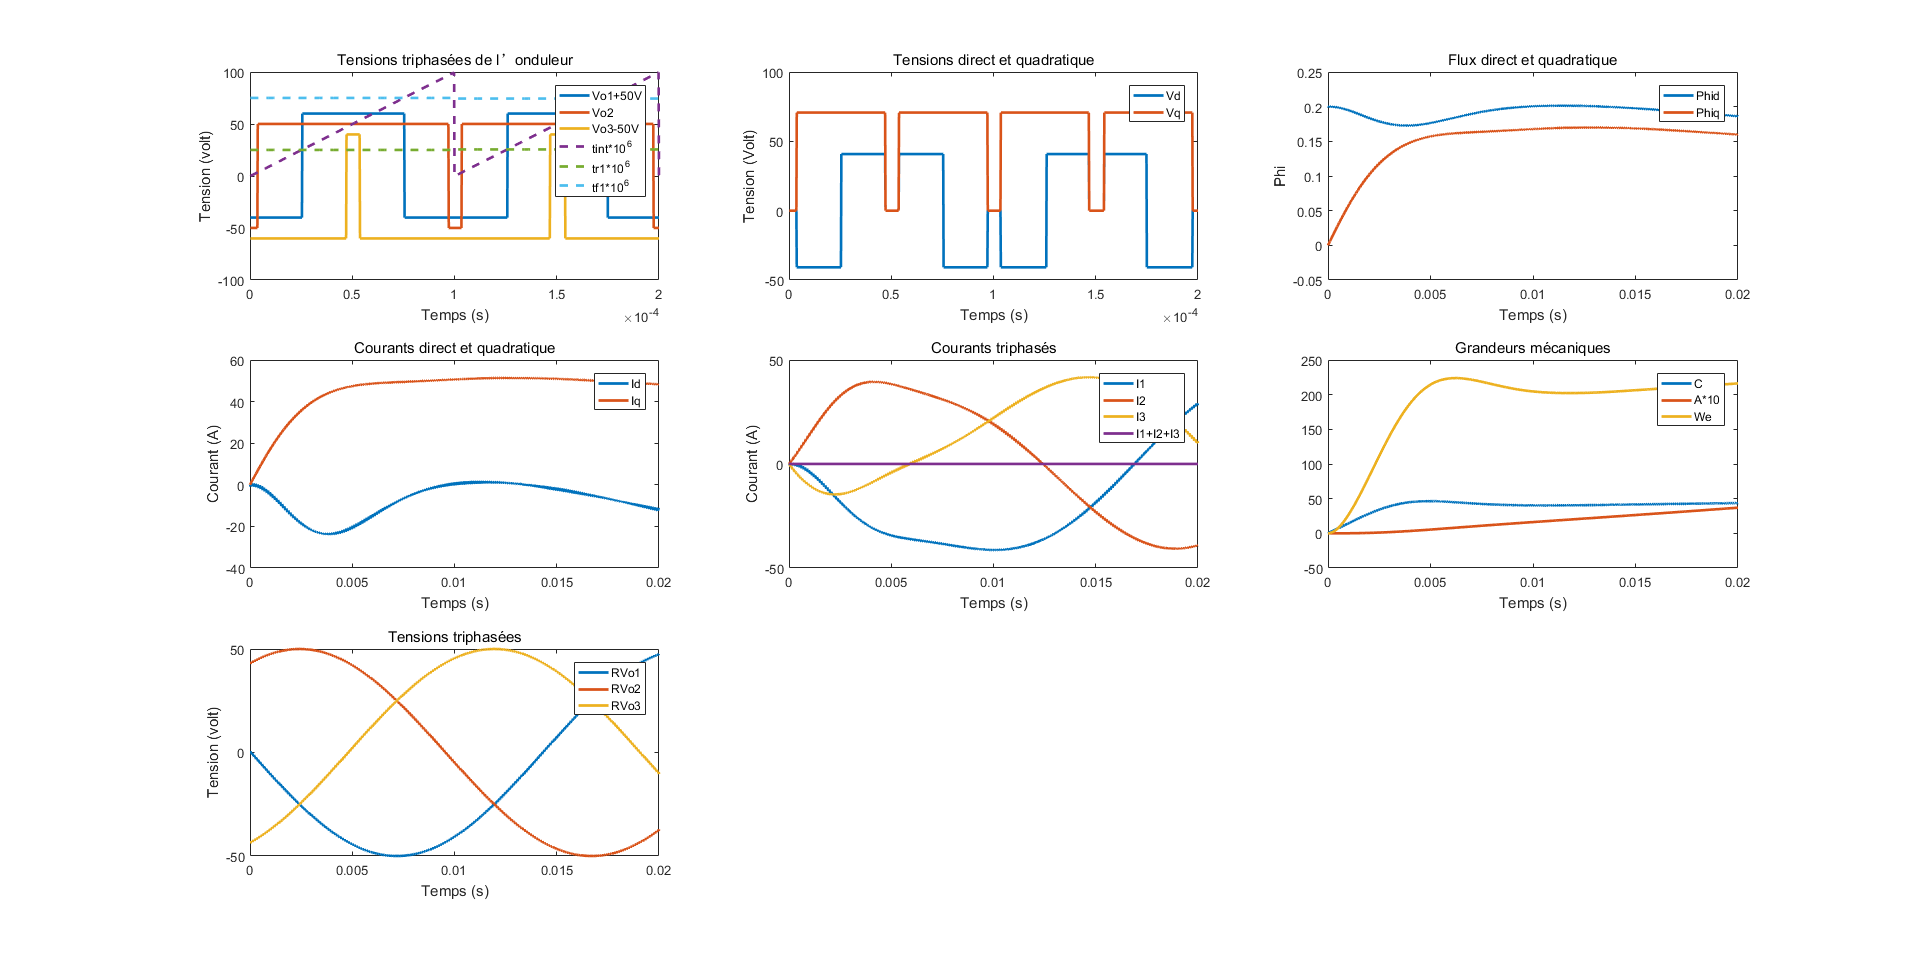 Tensions triphasées de l’ onduleur
Tension (volt)
100
50
0
-50
-100
Vo1+50V
Vo2
Vo3-50V
tint*10^6
tr1*10^6
tf1*10^6
0 0.5 1 1.5 2
×10^-4
Temps (s)
Tensions direct et quadratique
Tension (Volt)
100
50
0
-50
Vd
Vq
0 0.5 1 1.5 2
×10^-4
Temps (s)
Flux direct et quadratique
Phi
0.25
0.2
0.15
0.1
0.05
0
-0.05
Phid
Phiq
0 0.005 0.01 0.015 0.02
Temps (s)
Courants direct et quadratique
Courant (A)
60
40
20
0
-20
-40
Id
Iq
0 0.005 0.01 0.015 0.02
Temps (s)
Courants triphasés
Courant (A)
50
0
-50
I1
I2
I3
I1+I2+I3
0 0.005 0.01 0.015 0.02
Temps (s)
Grandeurs mécaniques
250
200
150
100
50
0
-50
C
A*10
We
0 0.005 0.01 0.015 0.02
Temps (s)
Tensions triphasées
Tension (volt)
50
0
-50
RVo1
RVo2
RVo3
0 0.005 0.01 0.015 0.02
Temps (s)